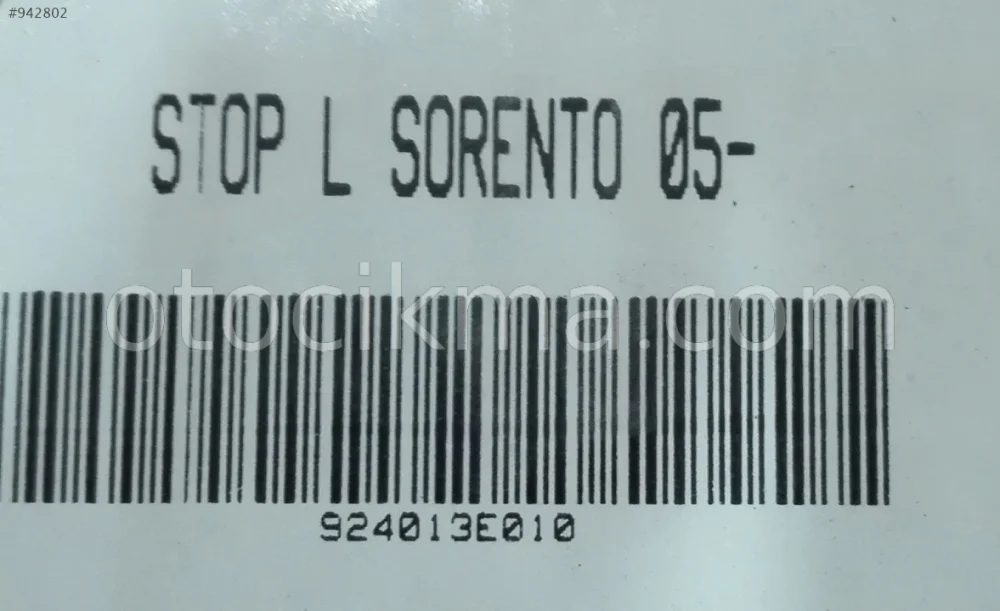 #942802
STOP L SORENTO 05-
otocikma.com
924013E010